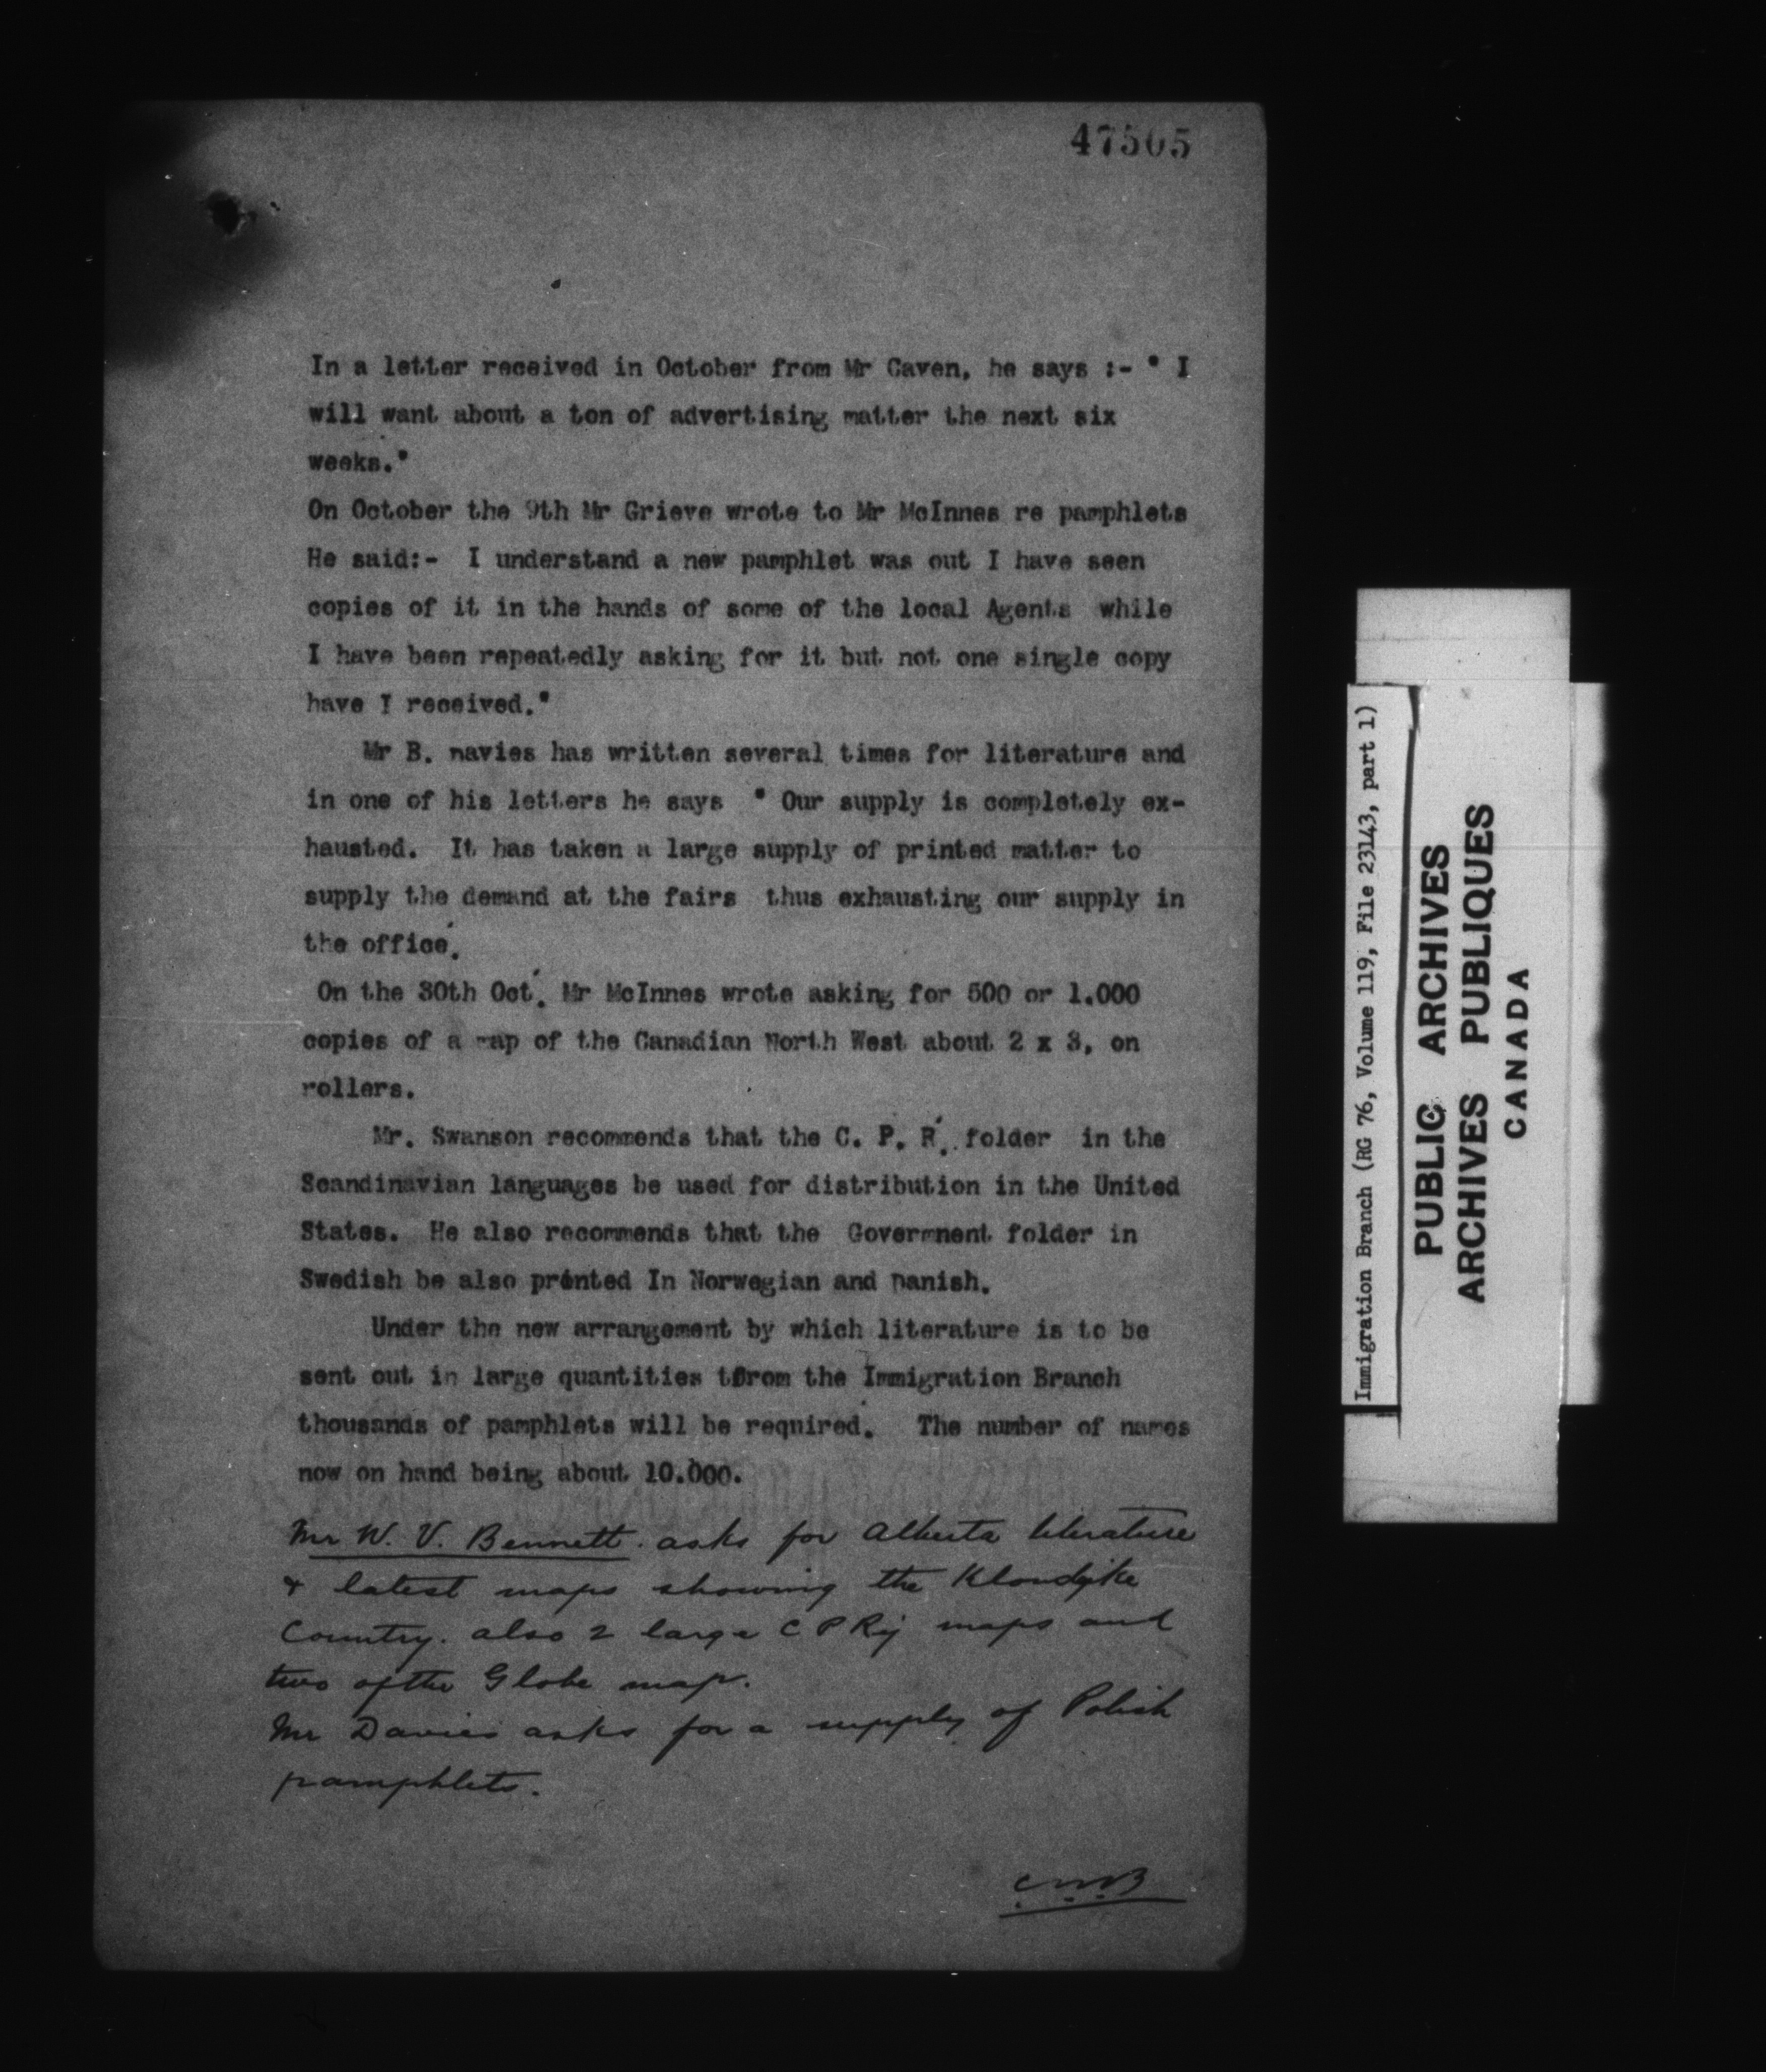 47505
In a letter received in October from Mr Caven, he says :- " I
will want about a ton of advertising matter the next six
weeks."
On October the 9th Mr Grieve wrote to Mr McInnes re pamphlets
He said:- I understand a new pamphlet was out I have seen
copies of it in the hands of some of the local Agents while
I have been repeatedly asking for it but not one single copy
have I received."
Mr B. Davies has written several times for literature and
in one of his letters he says " Our supply is completely ex-
hausted. It has taken a large supply of printed matter to
supply the demand at the fairs thus exhausting our supply in
the office.
On the 30th Oct. Mr McInnes wrote asking for 500 or 1.000
copies of a map of the Canadian North West about 2 x 3, on
rollers.
Mr. Swanson recommends that the C. P. R. folder in the
Scandinavian languages be used for distribution in the United
States. He also recommends that the Government folder in
Swedish be also printed In Norwegian and Danish.
Under the new arrangement by which literature is to be
sent out in large quantities from the Immigration Branch
thousands of pamphlets will be required. The number of names
now on hand being about 10.000.
Mr W. V. Bennett. asks for Alberta literature
& latest maps showing the Klondyke
Country. also 2 large C P Ry maps and
two of the Globe map.
Mr Davies asks for a supply of Polish
pamphlets.
Immigration Branch (RG 76, Volume 119, File 23143, part 1)
PUBLIC ARCHIVES
ARCHIVES PUBLIQUES
CANADA